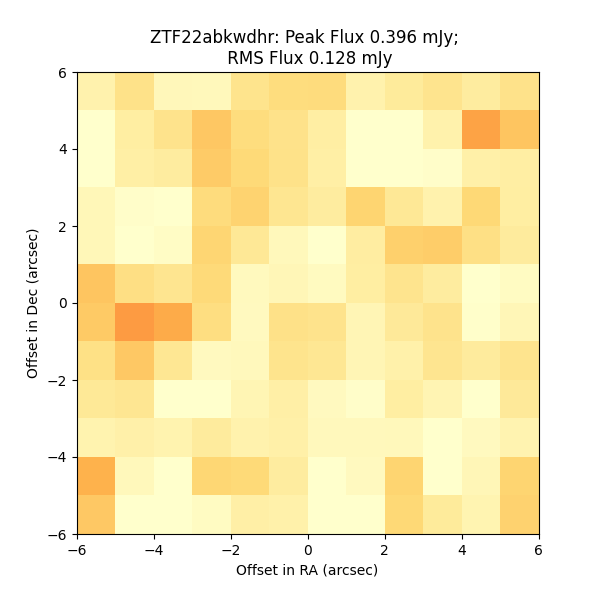 ZTF22abkwdhr: Peak Flux 0.396 mJy;
RMS Flux 0.128 mJy
6
4
2
0
−2
−4
−6
Offset in Dec (arcsec)
−6 −4 −2 0 2 4 6
Offset in RA (arcsec)